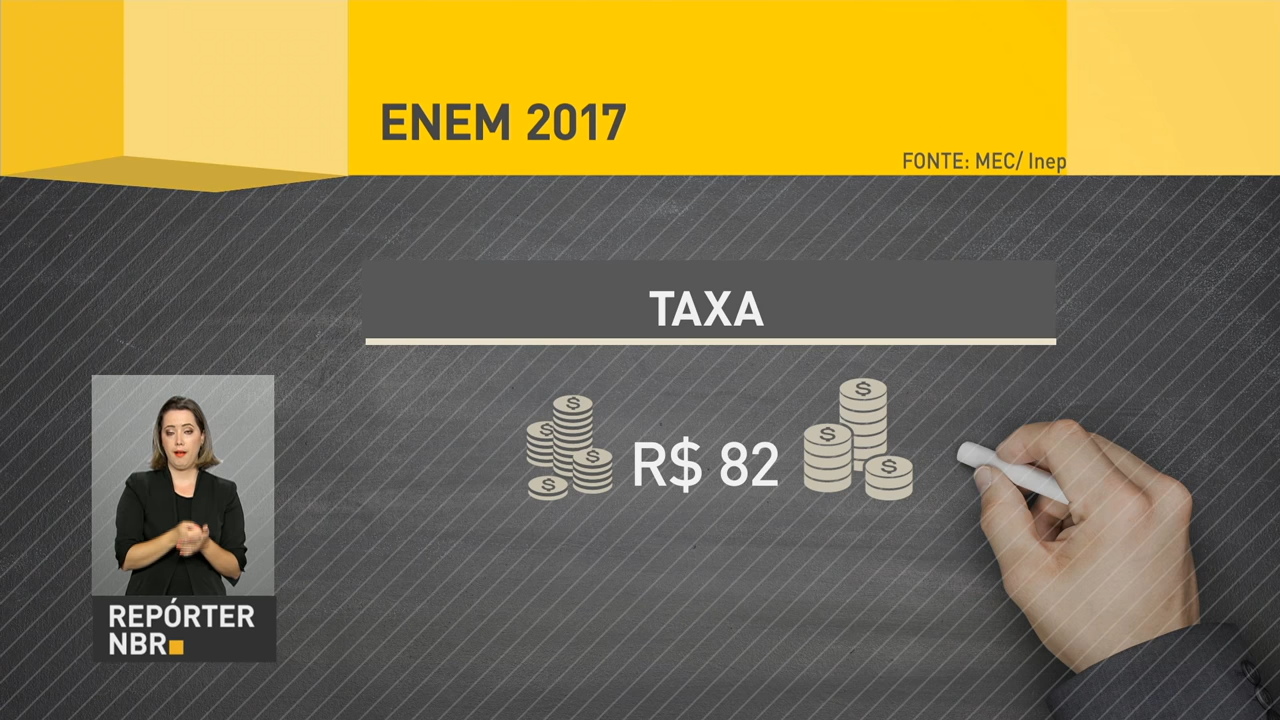 ENEM 2017
FONTE: MEC/ Inep
TAXA
R$ 82
REPÓRTER
NBR